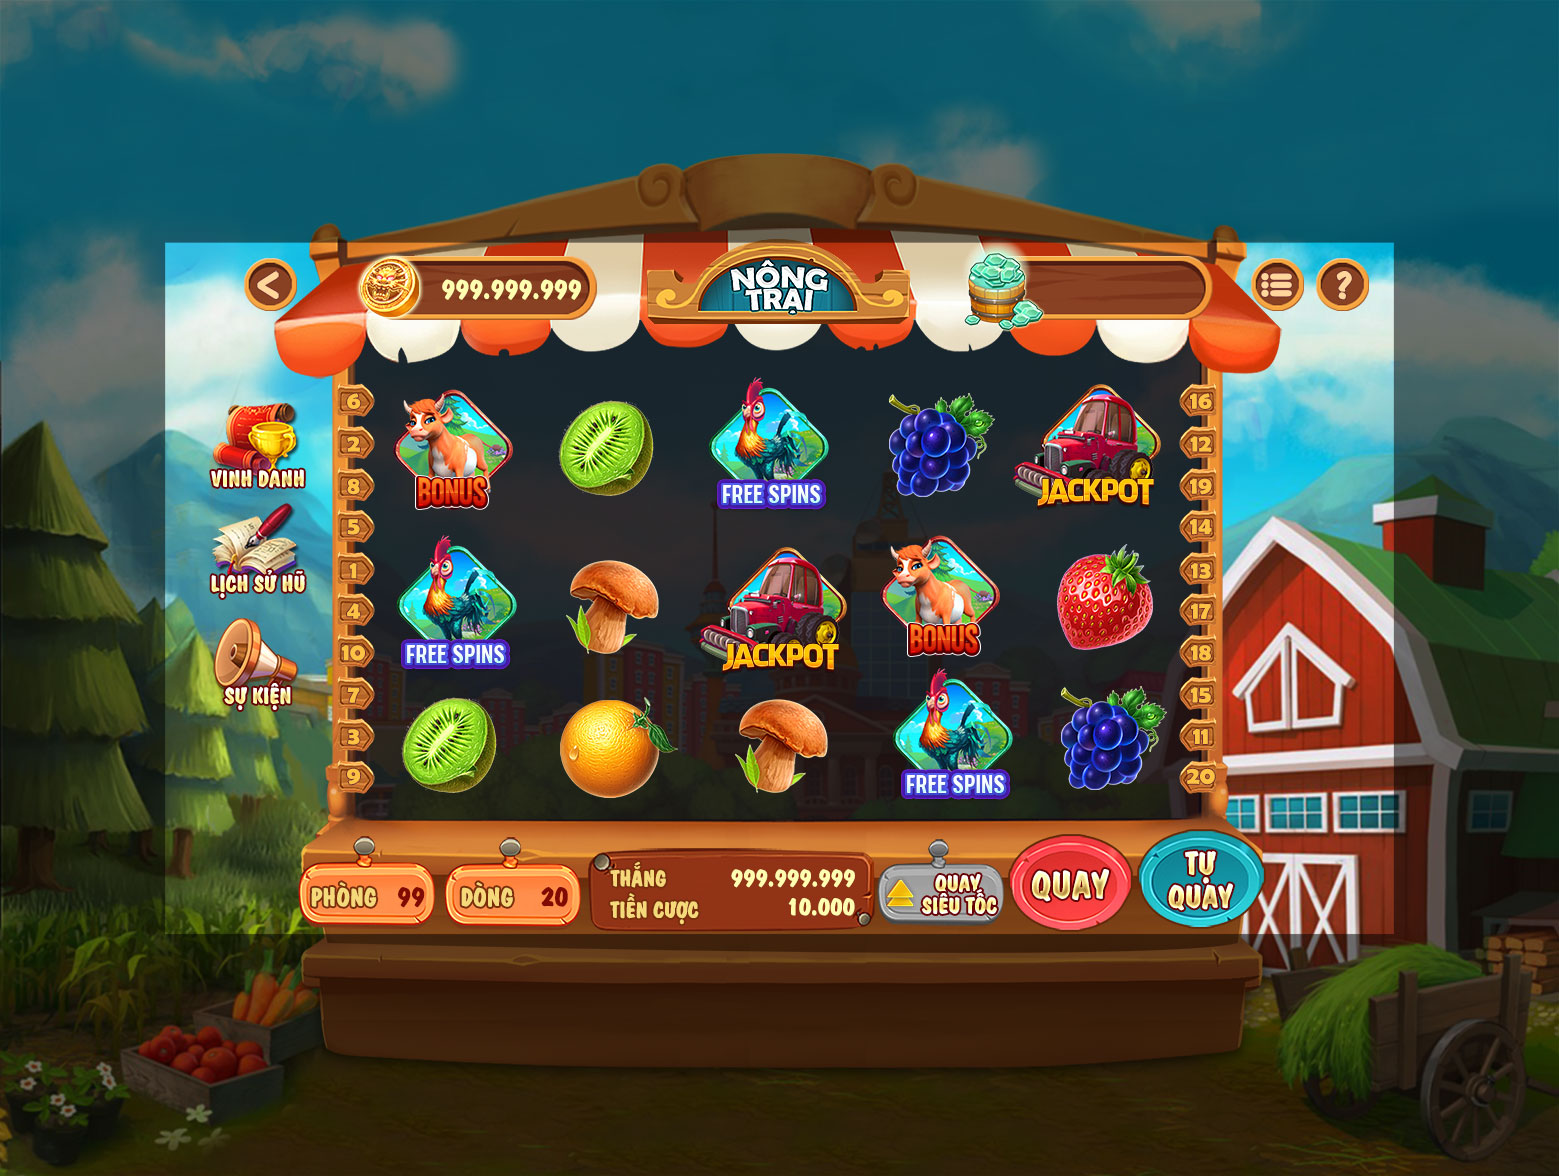 999.999.999
NÔNG
TRẠI
6
16
2
12
8
19
BONUS
FREE SPINS
JACKPOT
5
14
1
13
4
17
10
18
FREE SPINS
JACKPOT
BONUS
7
15
3
11
9
20
FREE SPINS
VINH DANH
LỊCH SỬ HŨ
SỰ KIỆN
PHÒNG 99
DÒNG 20
THẮNG 999.999.999
TIỀN CƯỢC 10.000
QUAY
SIÊU TỐC
QUAY
TỰ
QUAY
?